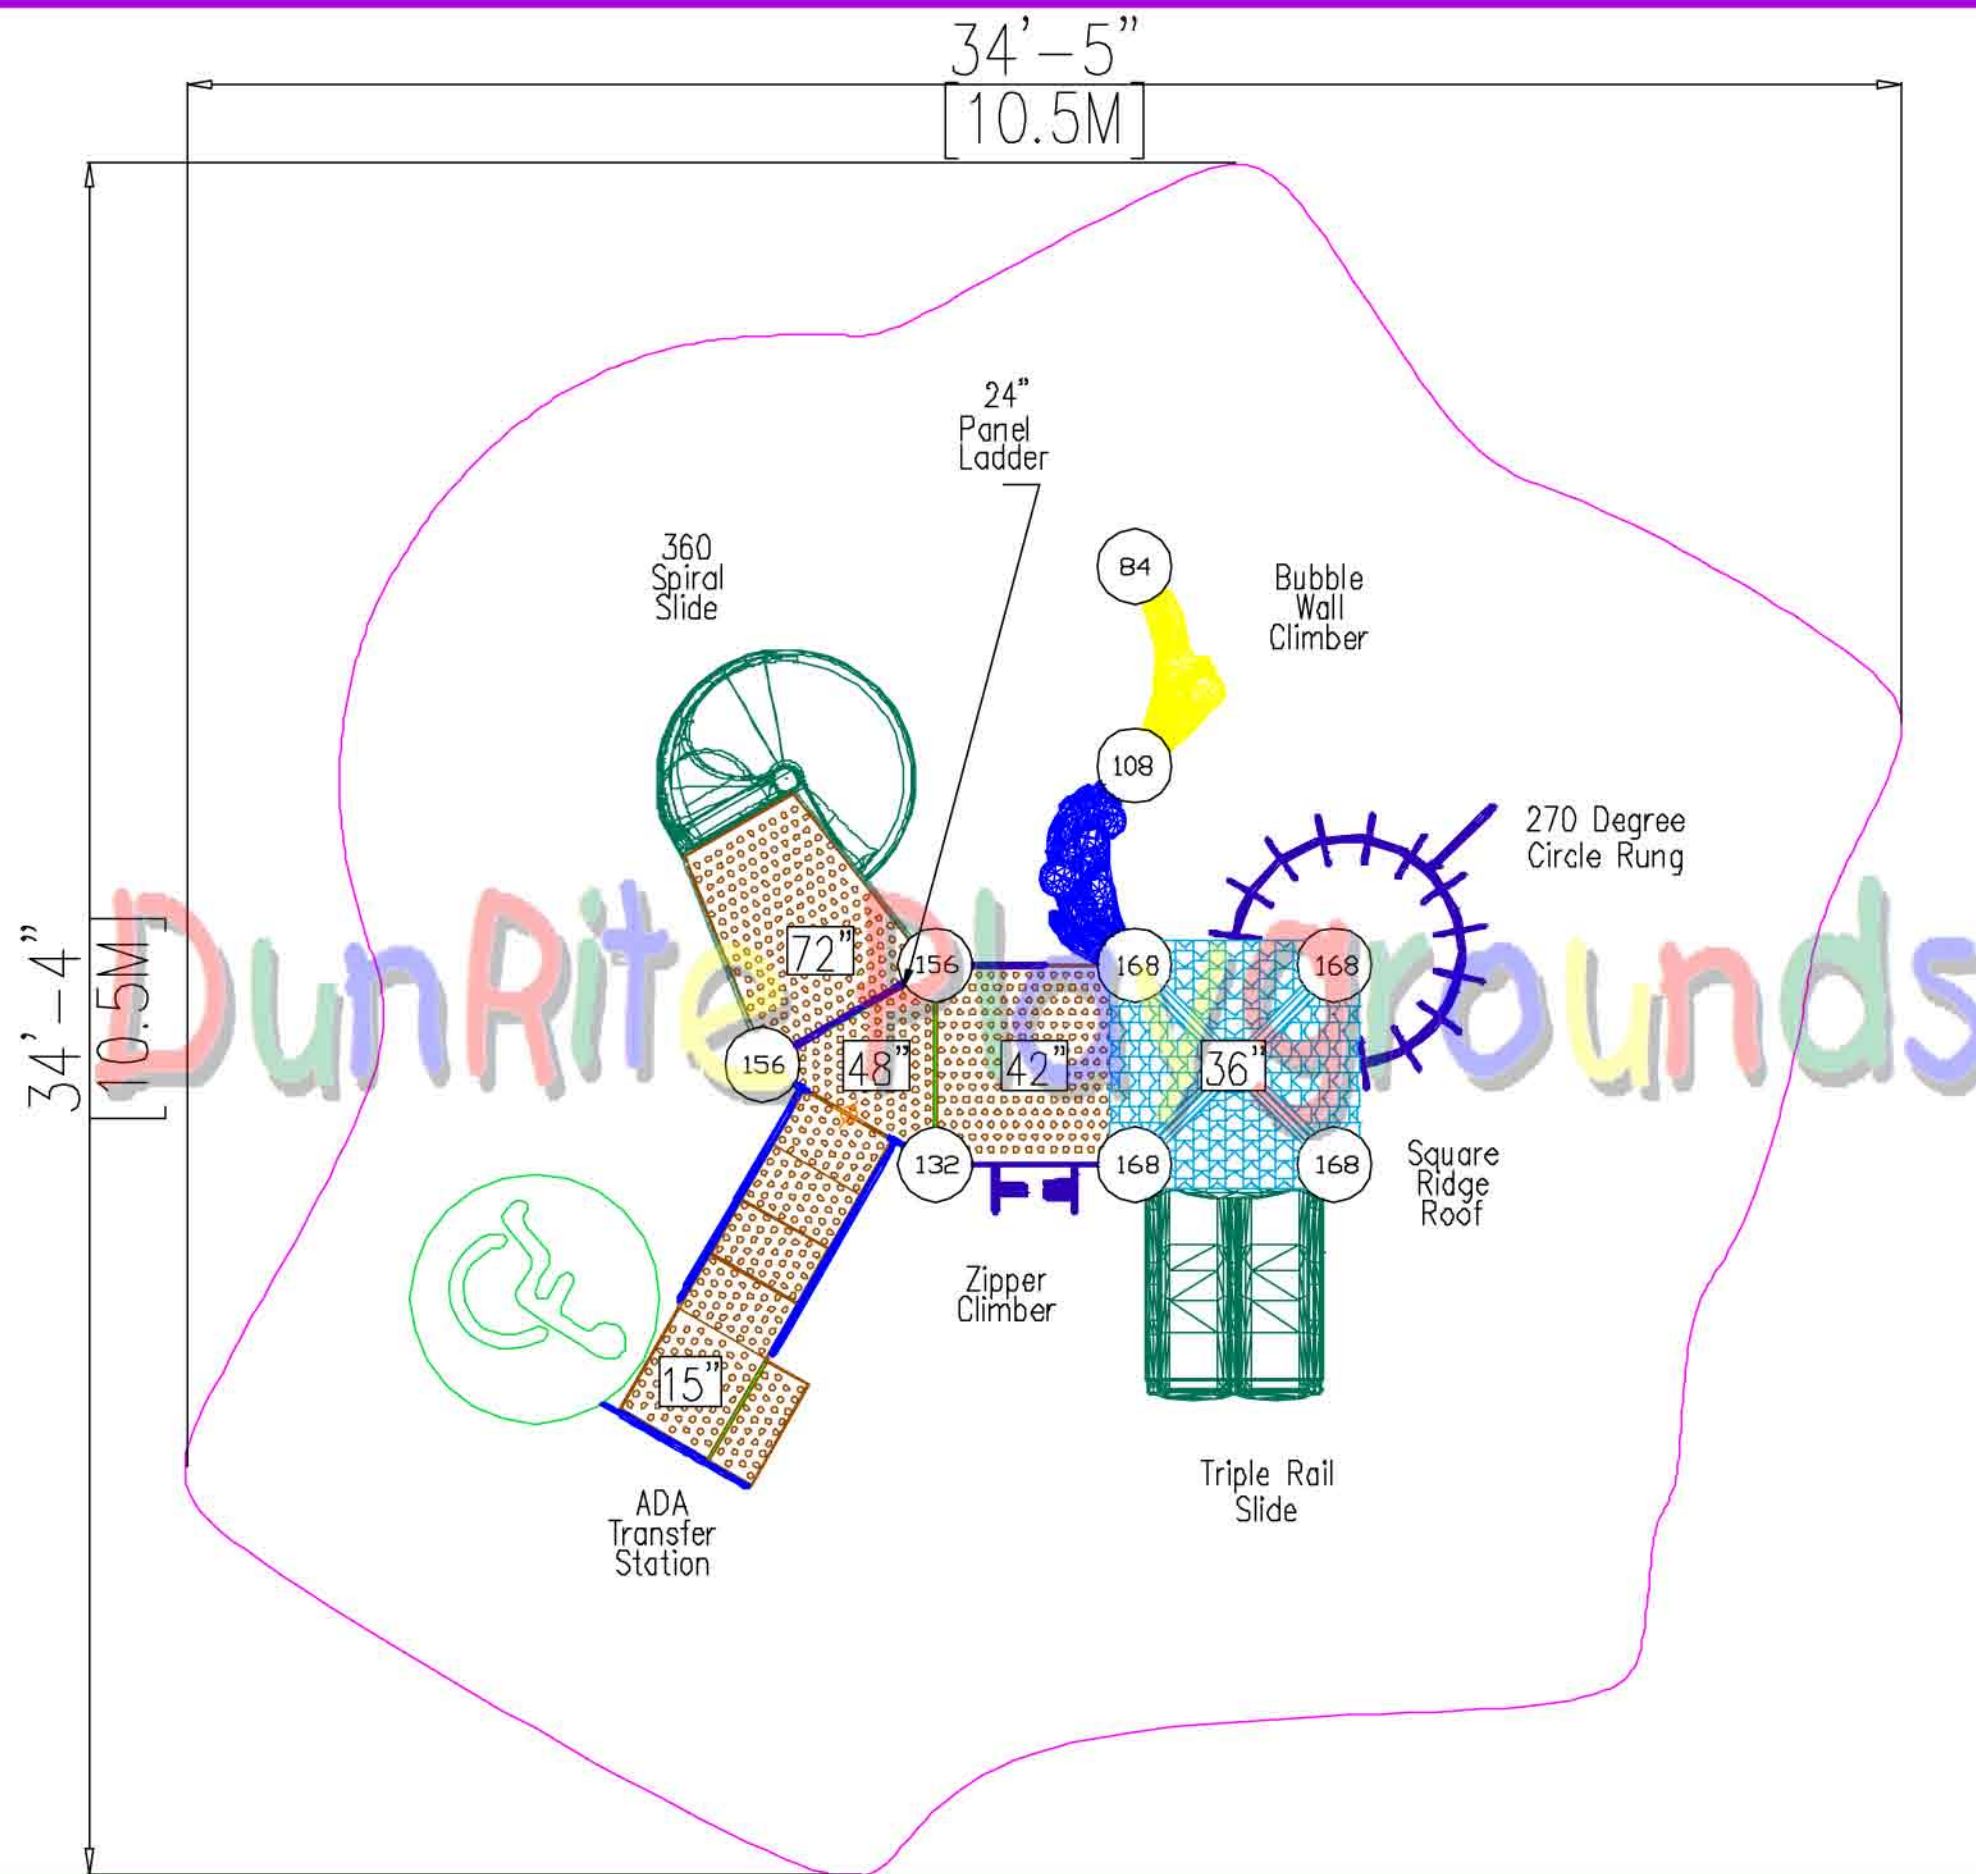 34'-5"
[10.5M]
24"
Panel
Ladder
360
Spiral
Slide
84
Bubble
Wall
Climber
108
270 Degree
Circle Rung
34'-4"
[10.5M]
DunRite Playgrounds
72"
156
168
168
156
48"
42"
36"
132
168
168
Square
Ridge
Roof
Zipper
Climber
15"
Triple Rail
Slide
ADA
Transfer
Station